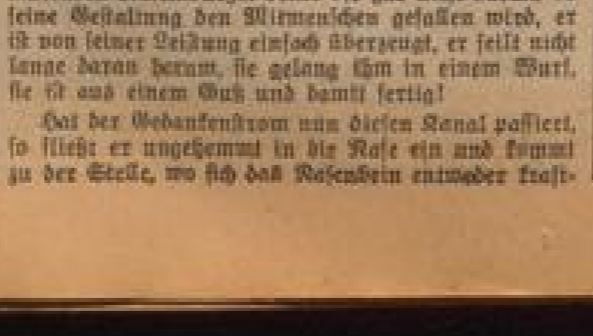 seine Gestaltung den Mitmenschen gefallen wird, er
ist von seiner Leistung einfach überzeugt, er feilt nicht
lange daran herum, sie gelang ihm in einem Wurf,
sie ist aus einem Guß und damit fertig!
Hat der Gedankenstrom nun diesen Kanal passiert,
so fließt er ungehemmt in die Nase ein und kommt
zu der Stelle, wo sich das Nasenbein entweder kraft-